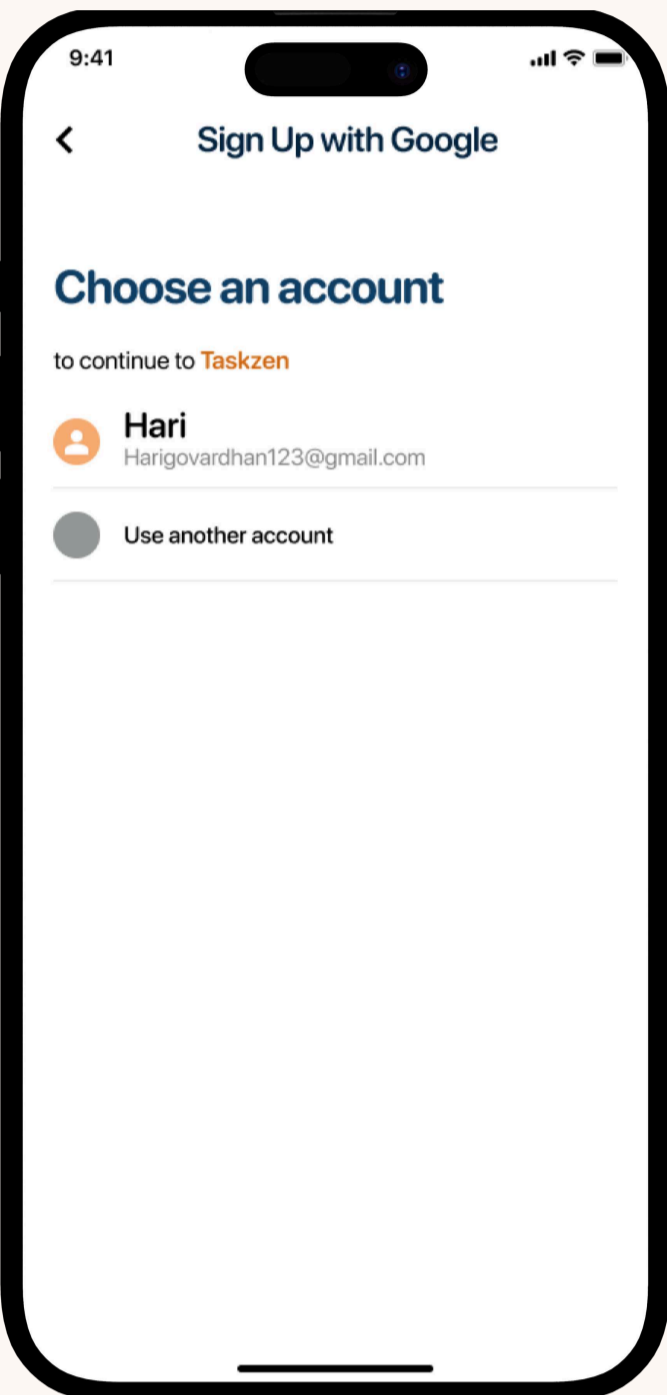 9:41
Sign Up with Google
Choose an account
to continue to Taskzen
Hari
Harigovardhan123@gmail.com
Use another account